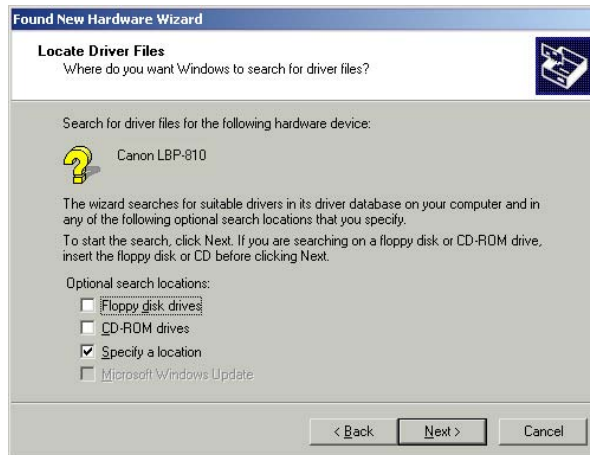 Found New Hardware Wizard
Locate Driver Files
Where do you want Windows to search for driver files?
Search for driver files for the following hardware device:
Canon LBP-810
The wizard searches for suitable drivers in its driver database on your computer and in
any of the following optional search locations that you specify.
To start the search, click Next. If you are searching on a floppy disk or CD-ROM drive,
insert the floppy disk or CD before clicking Next.
Optional search locations:
Floppy disk drives
CD-ROM drives
Specify a location
Microsoft Windows Update
< Back Next > Cancel